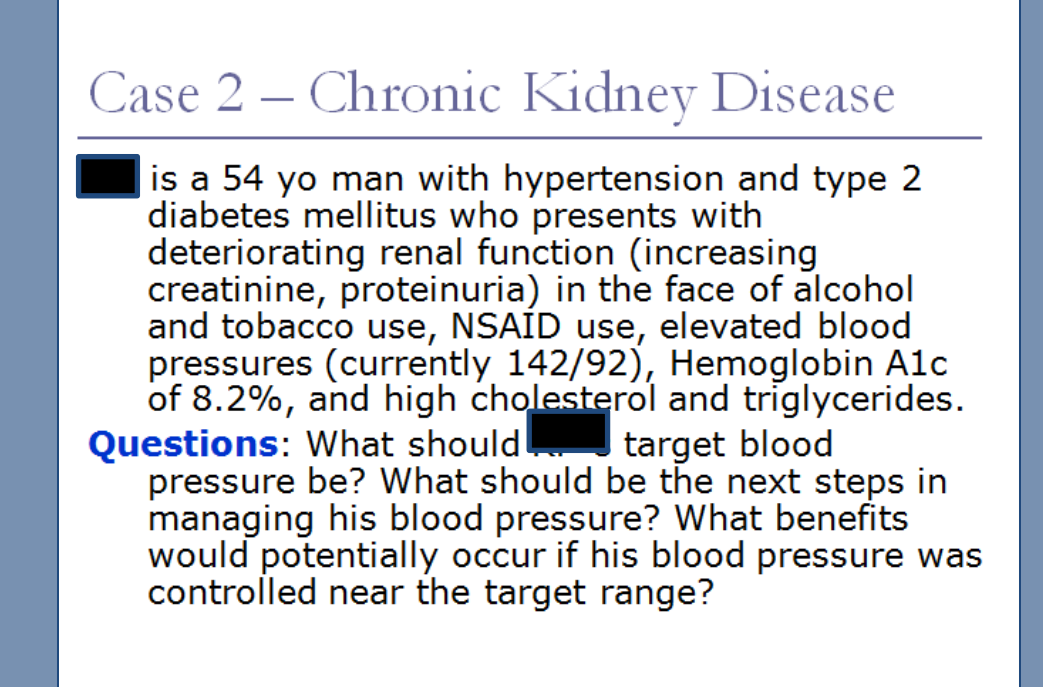 Case 2 – Chronic Kidney Disease
is a 54 yo man with hypertension and type 2
diabetes mellitus who presents with
deteriorating renal function (increasing
creatinine, proteinuria) in the face of alcohol
and tobacco use, NSAID use, elevated blood
pressures (currently 142/92), Hemoglobin A1c
of 8.2%, and high cholesterol and triglycerides.
Questions: What should target blood
pressure be? What should be the next steps in
managing his blood pressure? What benefits
would potentially occur if his blood pressure was
controlled near the target range?